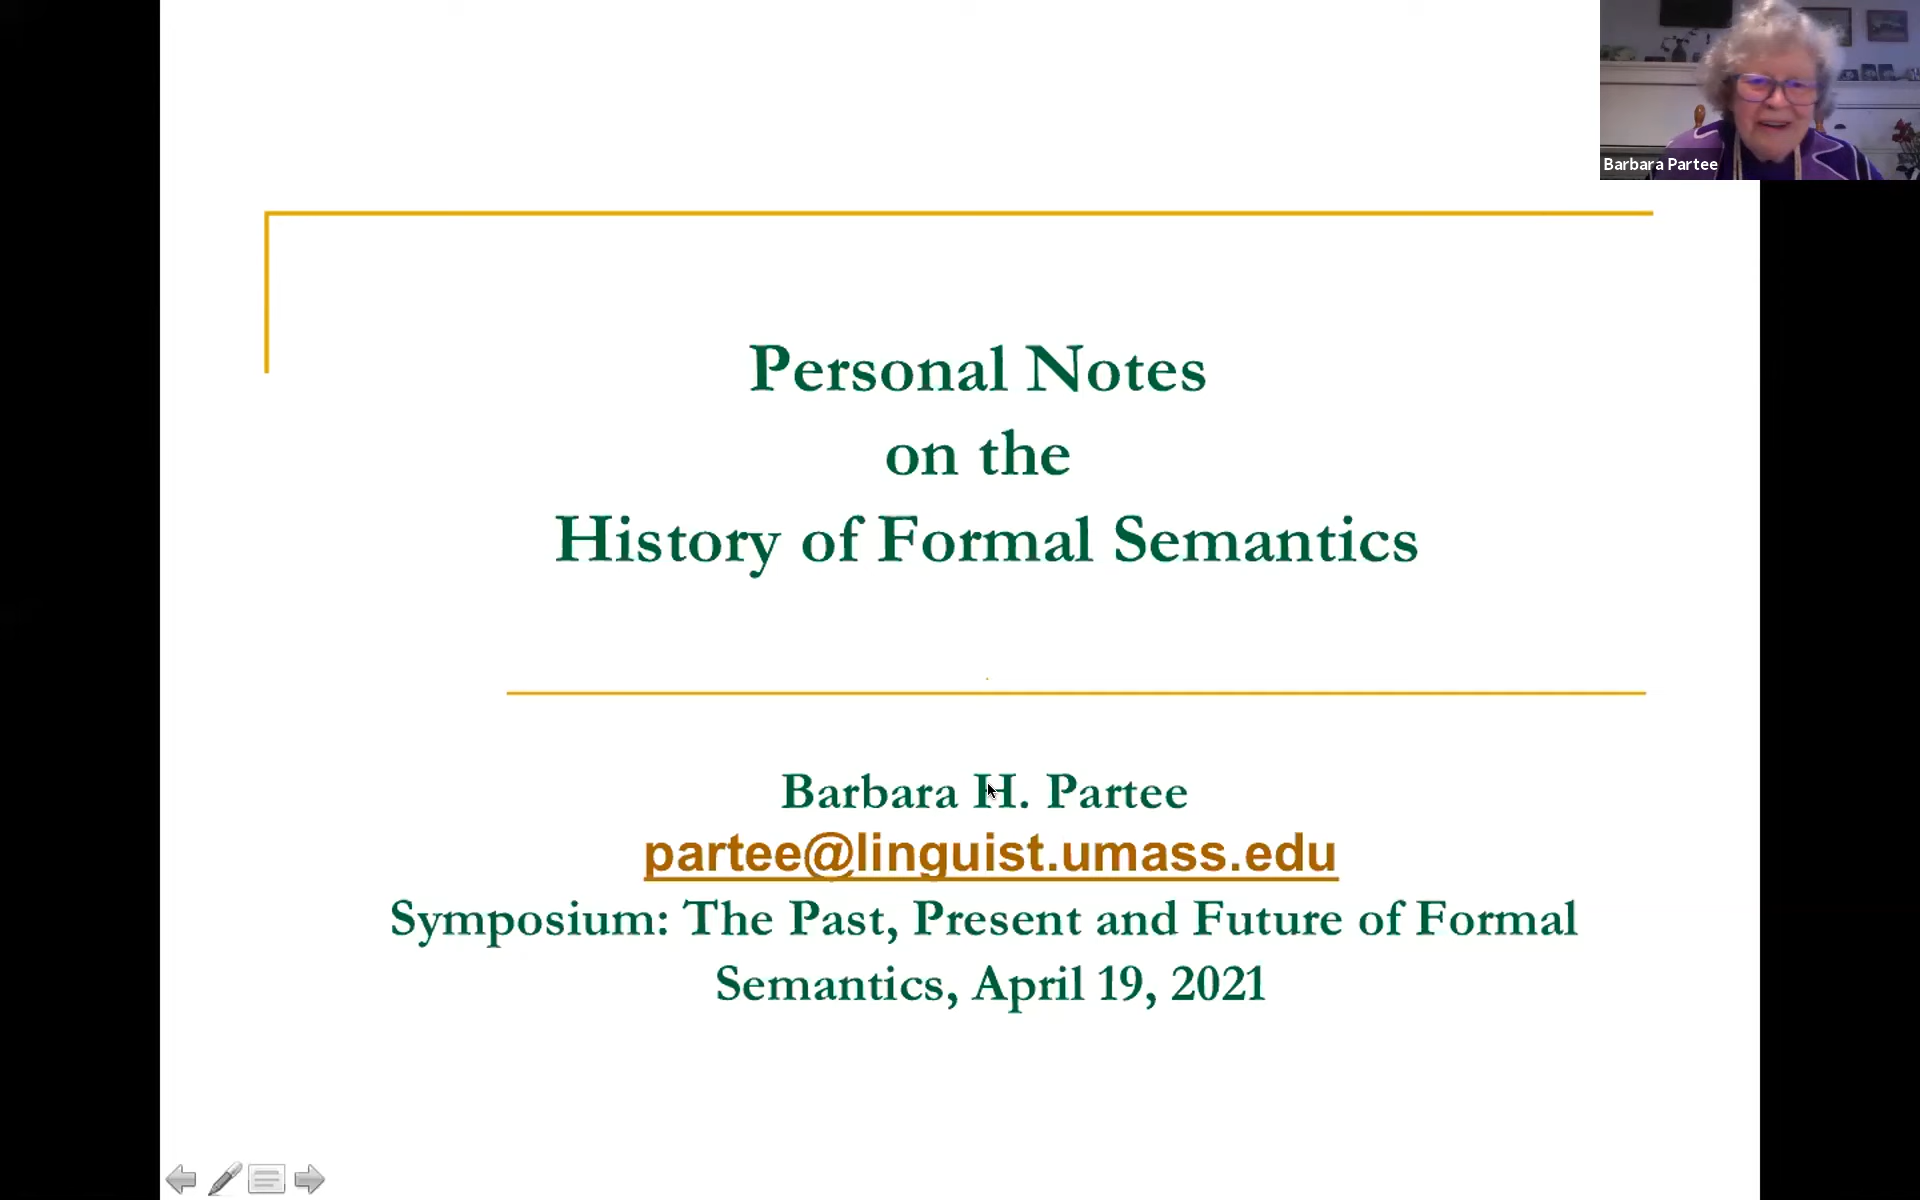 Barbara Partee
Personal Notes
on the
History of Formal Semantics
Barbara H. Partee
partee@linguist.umass.edu
Symposium: The Past, Present and Future of Formal
Semantics, April 19, 2021